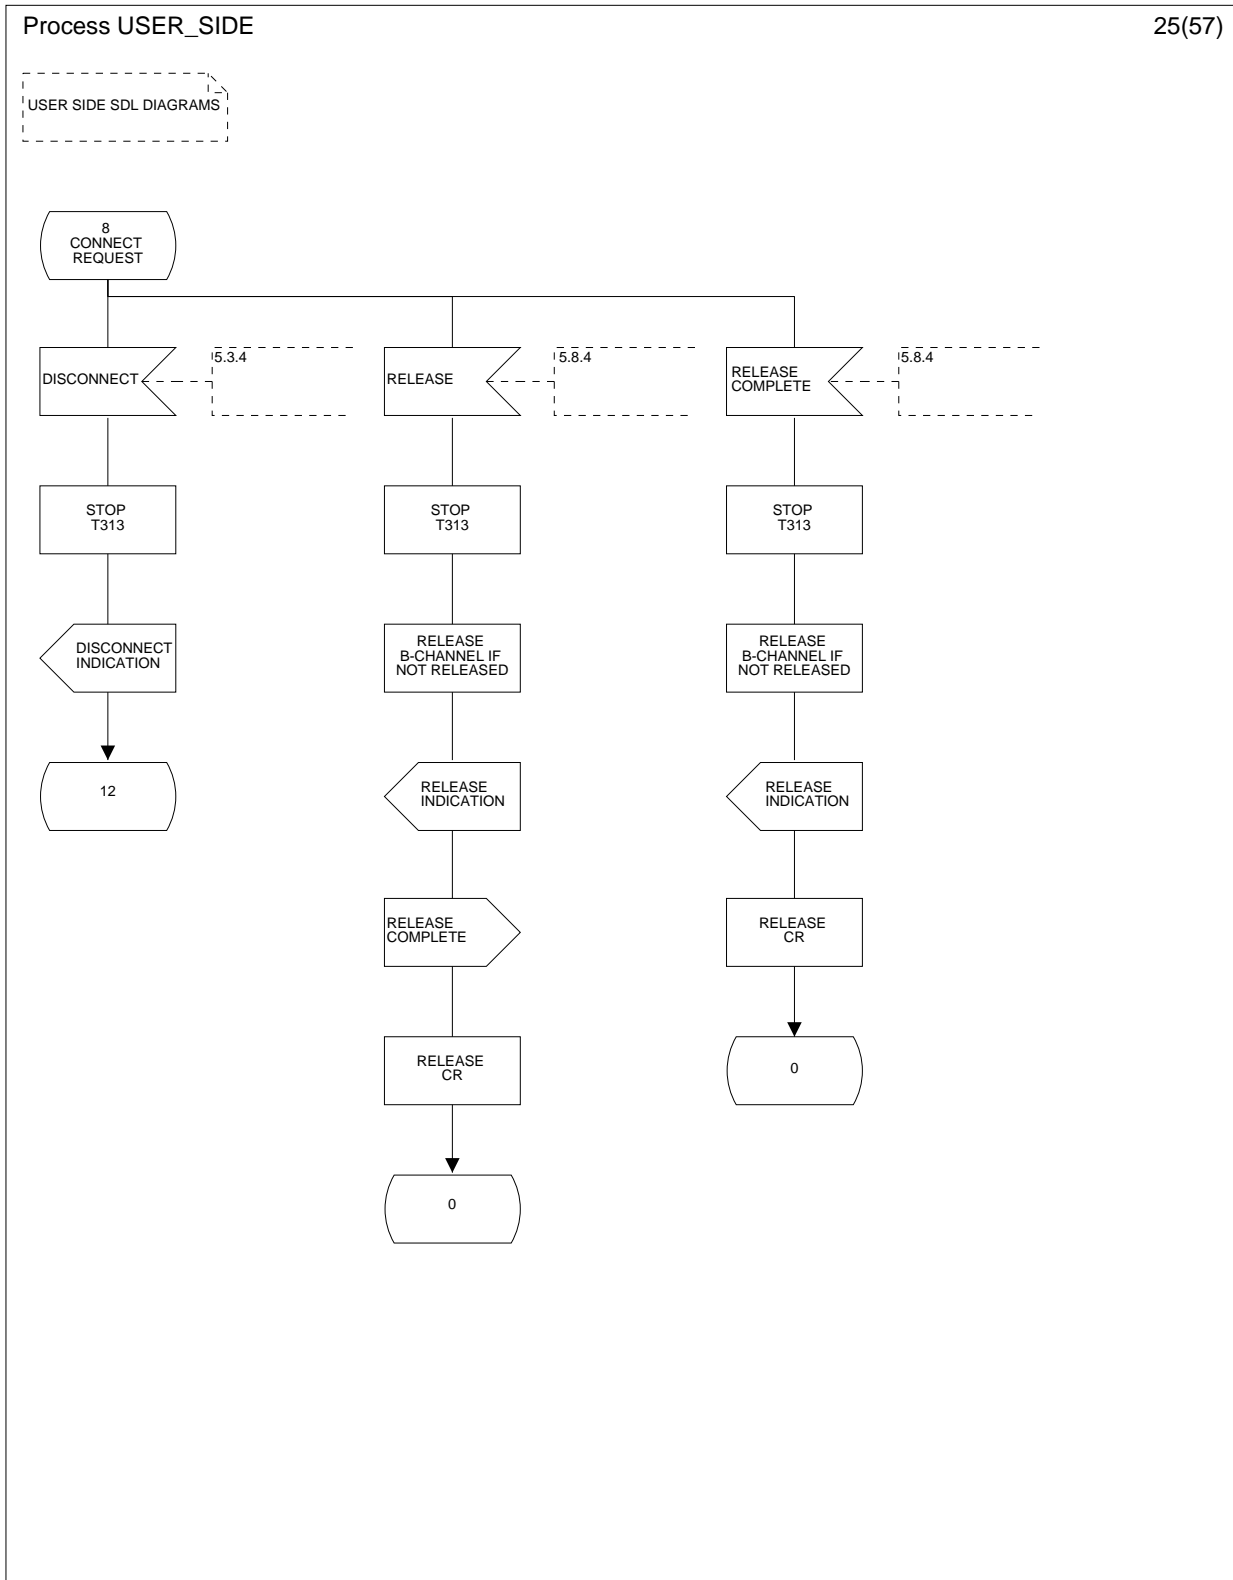 Process USER_SIDE
25(57)
USER SIDE SDL DIAGRAMS
8
CONNECT
REQUEST
DISCONNECT
5.3.4
RELEASE
5.8.4
RELEASE
COMPLETE
5.8.4
STOP
T313
STOP
T313
STOP
T313
DISCONNECT
INDICATION
RELEASE
B-CHANNEL IF
NOT RELEASED
RELEASE
B-CHANNEL IF
NOT RELEASED
12
RELEASE
INDICATION
RELEASE
INDICATION
RELEASE
COMPLETE
RELEASE
CR
RELEASE
CR
0
0